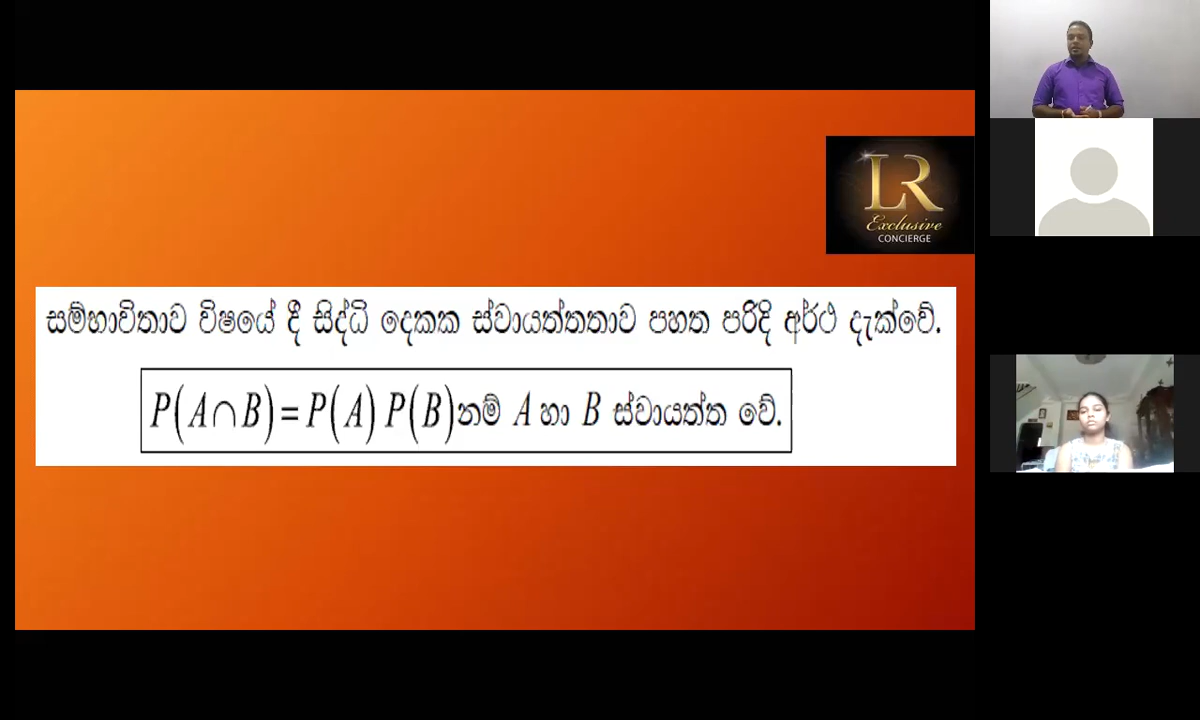 LR
Exclusive
CONCIERGE
සම්භාවිතාව විෂයේ දී සිද්ධි දෙකක ස්වායත්තතාව පහත පරිදි අර්ථ දැක්වේ.
P(A∩B)=P(A) P(B) නම් A හා B ස්වායත්ත වේ.